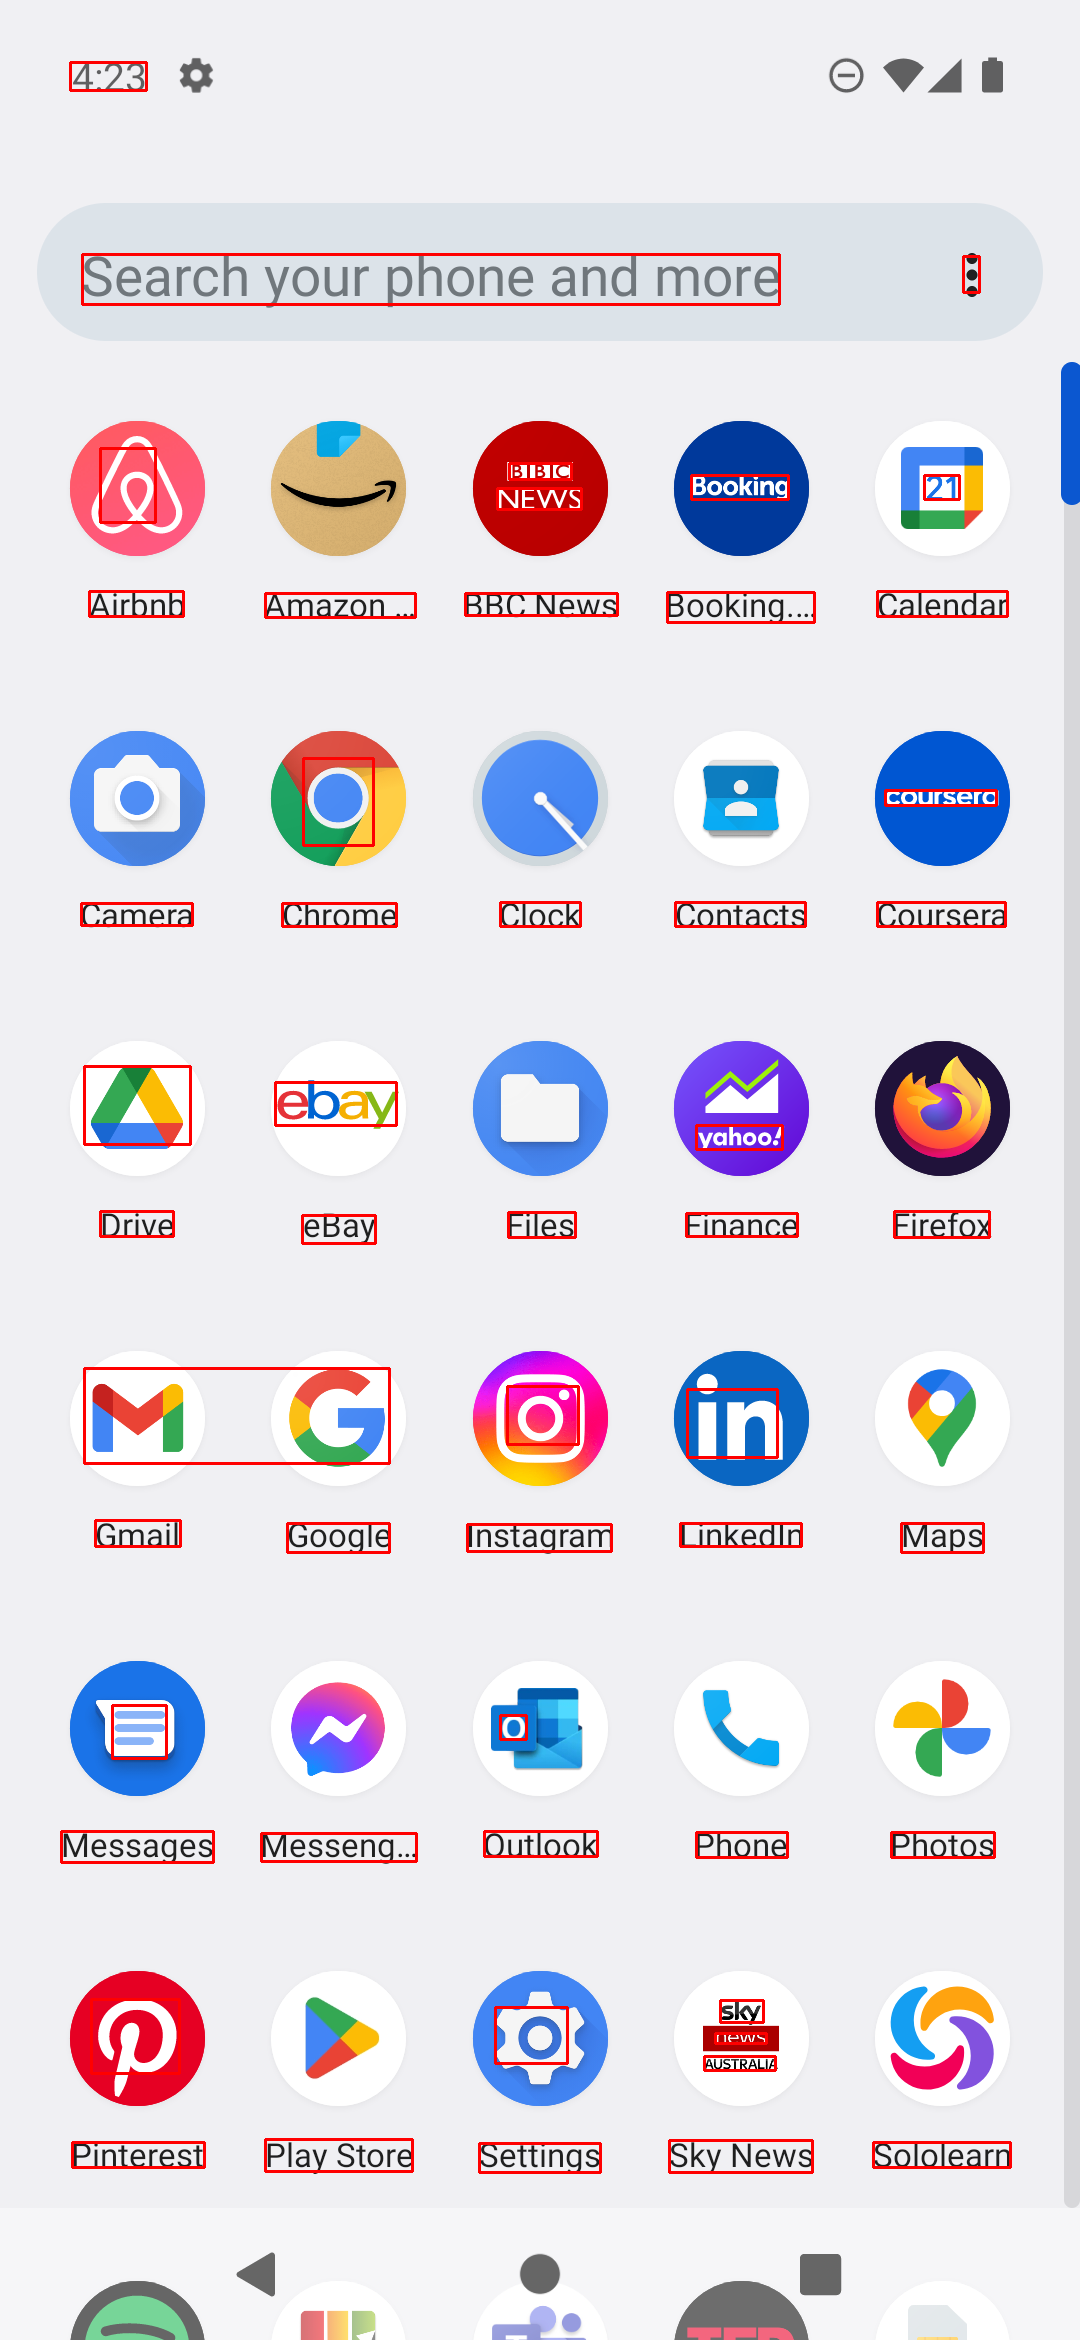 4:23
Search your phone and more
BBC
NEWS
Booking
21
Airbnb
Amazon ...
BBC News
Booking....
Calendar
coursera
Camera
Chrome
Clock
Contacts
Coursera
ebay
yahoo!
Drive
eBay
Files
Finance
Firefox
in
Gmail
Google
Instagram
LinkedIn
Maps
O
Messages
Messeng...
Outlook
Phone
Photos
sky
news
AUSTRALIA
Pinterest
Play Store
Settings
Sky News
Sololearn